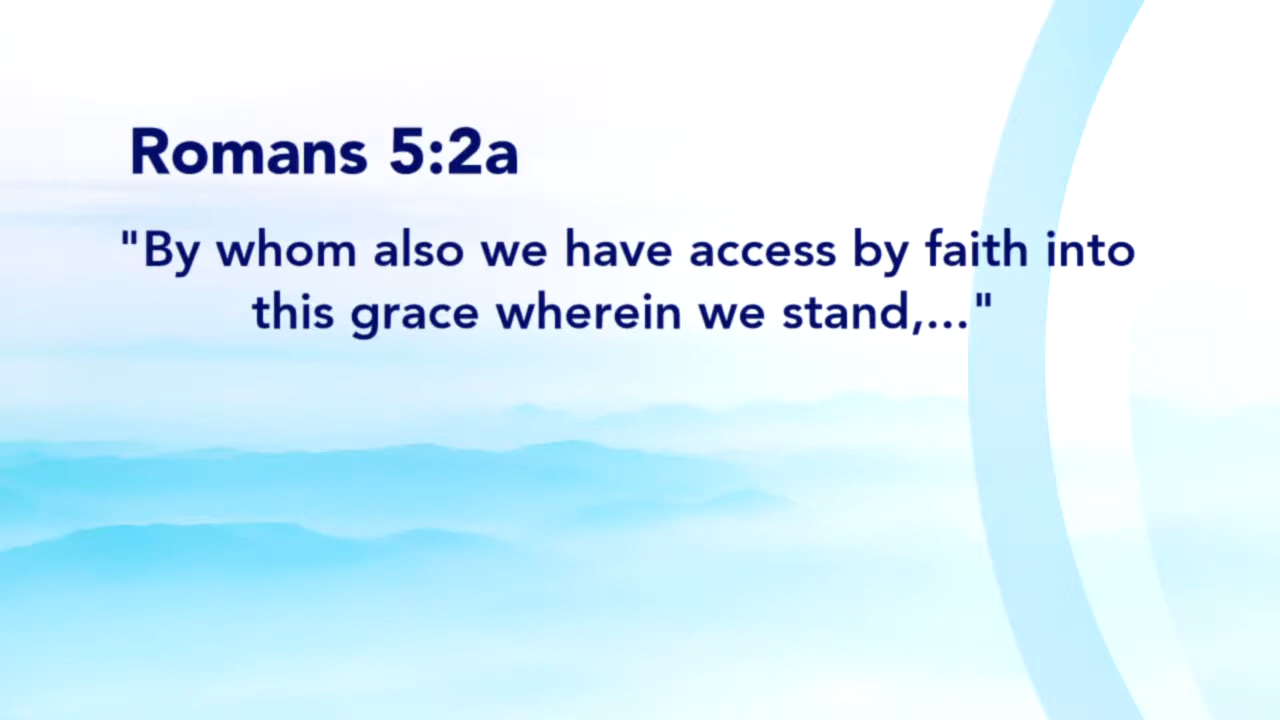 Romans 5:2a
"By whom also we have access by faith into
this grace wherein we stand,..."